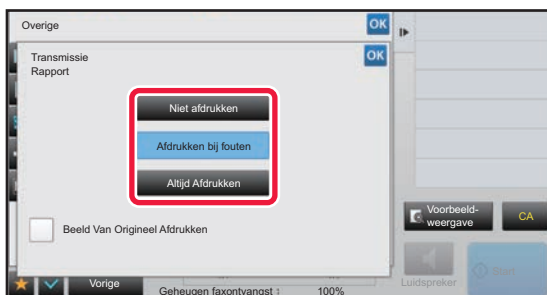 Overige
OK
Transmissie
Rapport
OK
Niet afdrukken
Afdrukken bij fouten
Altijd Afdrukken
Beeld Van Origineel Afdrukken
Voorbeeld-
weergave
CA
Vorige
Geheugen faxontvangst :
100%
Luidspreker
Start